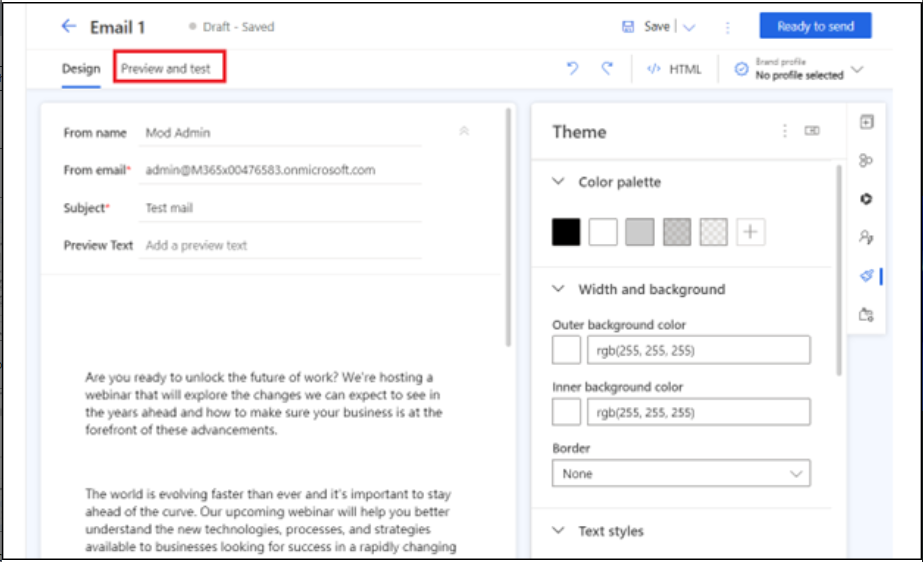 Email 1
Draft - Saved
Save
Ready to send
Design
Preview and test
</> HTML
Brand profile
No profile selected
From name Mod Admin
From email* admin@M365x00476583.onmicrosoft.com
Subject* Test mail
Preview Text Add a preview text
Are you ready to unlock the future of work? We're hosting a
webinar that will explore the changes we can expect to see in
the years ahead and how to make sure your business is at the
forefront of these advancements.
The world is evolving faster than ever and it's important to stay
ahead of the curve. Our upcoming webinar will help you better
understand the new technologies, processes, and strategies
available to businesses looking for success in a rapidly changing
Theme
Color palette
Width and background
Outer background color
rgb(255, 255, 255)
Inner background color
rgb(255, 255, 255)
Border
None
Text styles